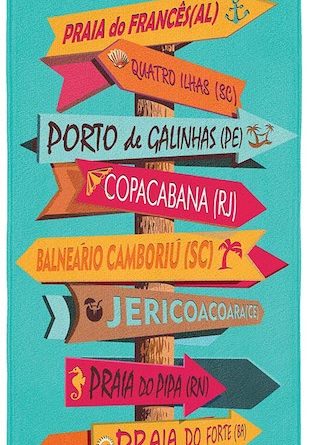 PRAIA do FRANCÊS(AL)
QUATRO ILHAS (SC)
PORTO de GALINHAS (PE)
COPACABANA (RJ)
BALNEÁRIO CAMBORIÚ (SC)
JERICOACOARA(CE)
PRAIA DO PIPA (RN)
PRAIA DO FORTE (BA)